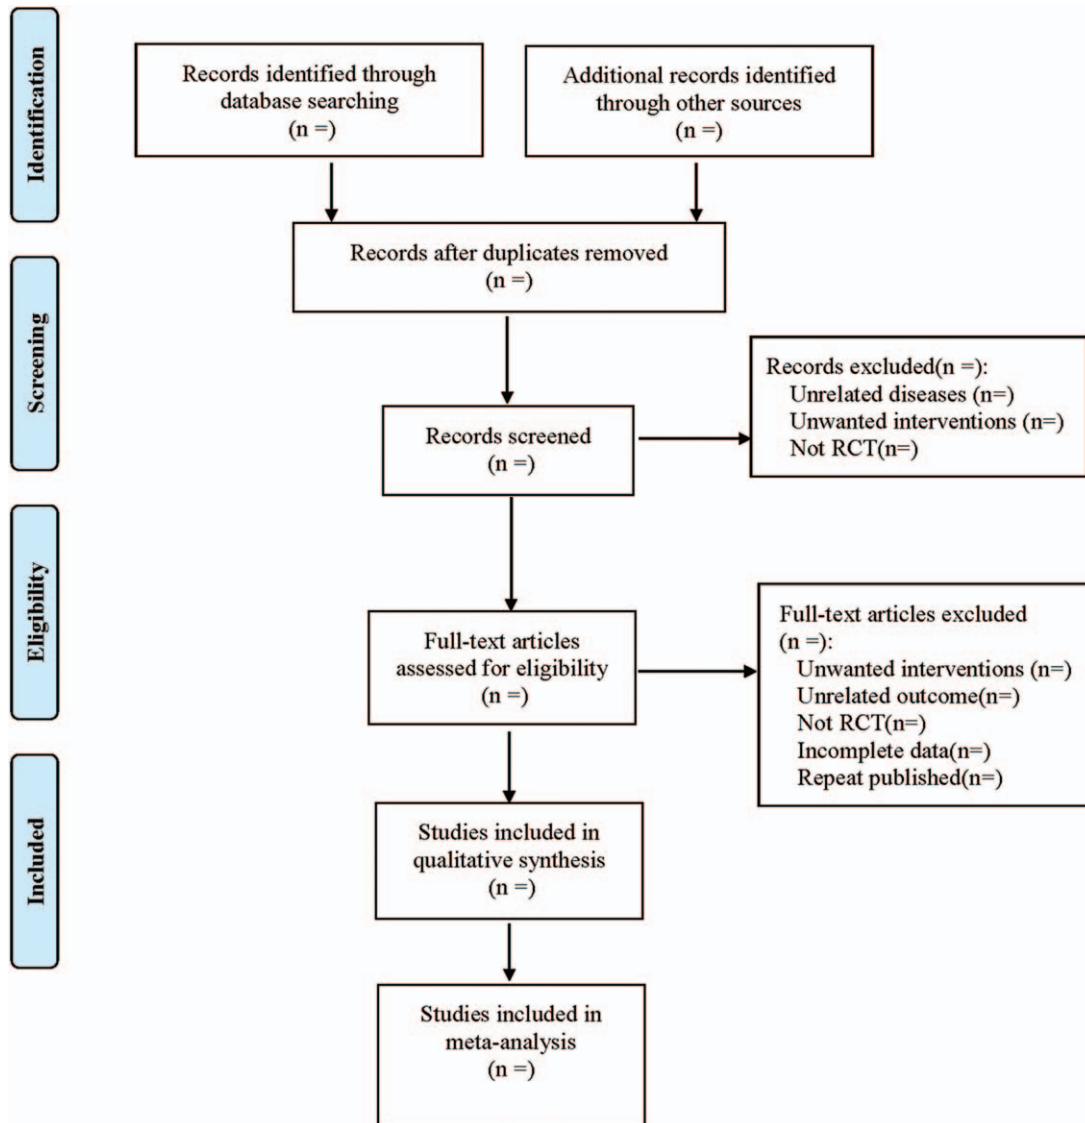 Identification
Records identified through
database searching
(n =)
Additional records identified
through other sources
(n =)
Records after duplicates removed
(n =)
Screening
Records screened
(n =)
Records excluded(n =):
Unrelated diseases (n=)
Unwanted interventions (n=)
Not RCT(n=)
Eligibility
Full-text articles
assessed for eligibility
(n =)
Full-text articles excluded
(n =):
Unwanted interventions (n=)
Unrelated outcome(n=)
Not RCT(n=)
Incomplete data(n=)
Repeat published(n=)
Included
Studies included in
qualitative synthesis
(n =)
Studies included in
meta-analysis
(n =)